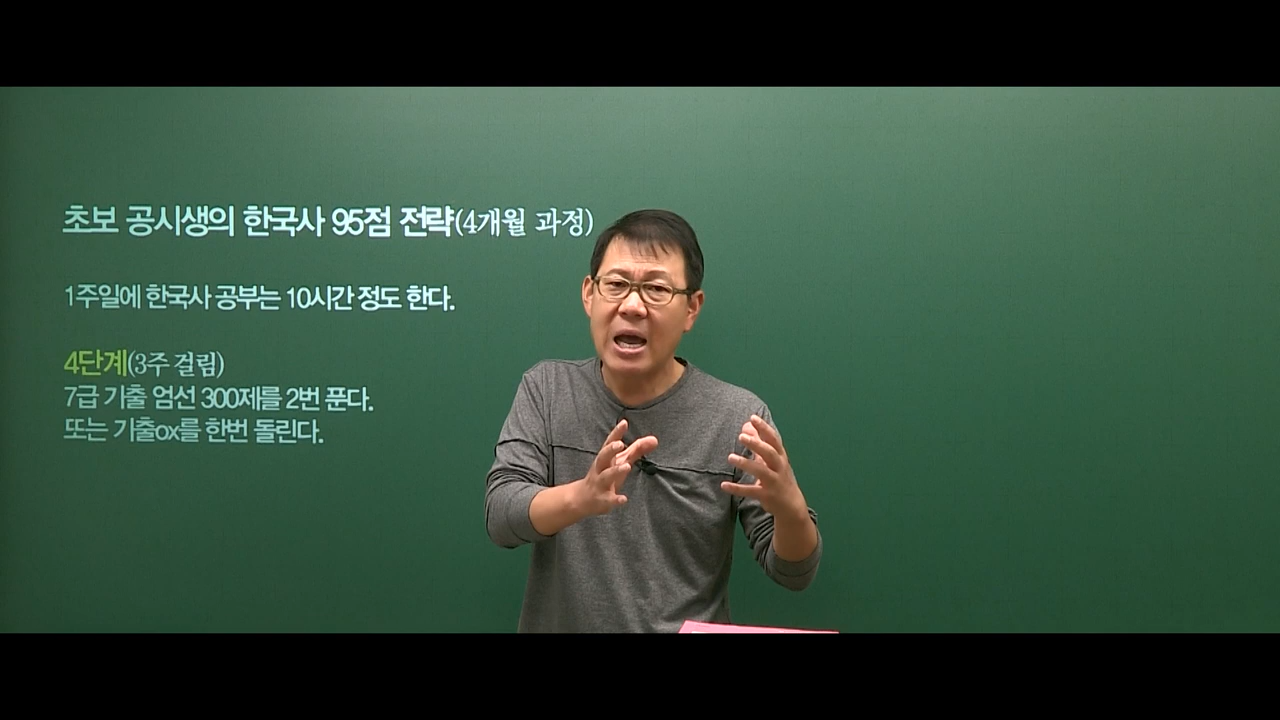 초보 공시생의 한국사 95점 전략(4개월 과정)
1주일에 한국사 공부는 10시간 정도 한다.
4단계(3주 걸림)
7급 기출 엄선 300제를 2번 푼다.
또는 기출ox를 한번 돌린다.